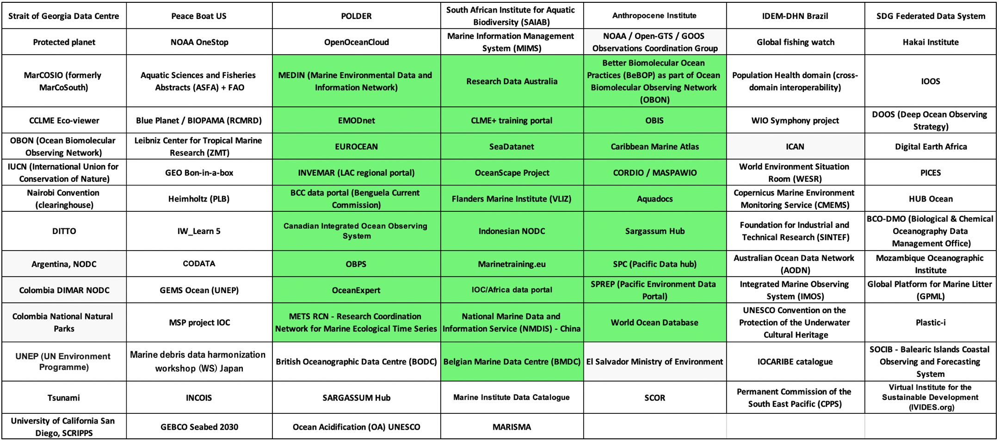 Strait of Georgia Data Centre
Peace Boat US
POLDER
South African Institute for Aquatic
Biodiversity (SAIAB)
Anthropocene Institute
IDEM-DHN Brazil
SDG Federated Data System
Protected planet
NOAA OneStop
OpenOceanCloud
Marine Information Management
System (MIMS)
NOAA / Open-GTS / GOOS
Observations Coordination Group
Global fishing watch
Hakai Institute
MarCOSIO (formerly
MarCoSouth)
Aquatic Sciences and Fisheries
Abstracts (ASFA) + FAO
MEDIN (Marine Environmental Data and
Information Network)
Research Data Australia
Better Biomolecular Ocean
Practices (BeBOP) as part of Ocean
Biomolecular Observing Network
(OBON)
Population Health domain (cross-
domain interoperability)
IOOS
CCLME Eco-viewer
Blue Planet / BIOPAMA (RCMRD)
EMODnet
CLME+ training portal
OBIS
WIO Symphony project
DOOS (Deep Ocean Observing
Strategy)
OBON (Ocean Biomolecular
Observing Network)
Leibniz Center for Tropical Marine
Research (ZMT)
EUROCEAN
SeaDatanet
Caribbean Marine Atlas
ICAN
Digital Earth Africa
IUCN (International Union for
Conservation of Nature)
GEO Bon-in-a-box
INVEMAR (LAC regional portal)
OceanScape Project
CORDIO / MASPAWIO
World Environment Situation
Room (WESR)
PICES
Nairobi Convention
(clearinghouse)
Heimholtz (PLB)
BCC data portal (Benguela Current
Commission)
Flanders Marine Institute (VLIZ)
Aquadocs
Copernicus Marine Environment
Monitoring Service (CMEMS)
HUB Ocean
DITTO
IW_Learn 5
Canadian Integrated Ocean Observing
System
Indonesian NODC
Sargassum Hub
Foundation for Industrial and
Technical Research (SINTEF)
BCO-DMO (Biological & Chemical
Oceanography Data
Management Office)
Argentina, NODC
CODATA
OBPS
Marinetraining.eu
SPC (Pacific Data hub)
Australian Ocean Data Network
(AODN)
Mozambique Oceanographic
Institute
Colombia DIMAR NODC
GEMS Ocean (UNEP)
OceanExpert
IOC/Africa data portal
SPREP (Pacific Environment Data
Portal)
Integrated Marine Observing
System (IMOS)
Global Platform for Marine Litter
(GPML)
Colombia National Natural
Parks
MSP project IOC
METS RCN - Research Coordination
Network for Marine Ecological Time Series
National Marine Data and
Information Service (NMDIS) - China
World Ocean Database
UNESCO Convention on the
Protection of the Underwater
Cultural Heritage
Plastic-i
UNEP (UN Environment
Programme)
Marine debris data harmonization
workshop (WS) Japan
British Oceanographic Data Centre (BODC)
Belgian Marine Data Centre (BMDC)
El Salvador Ministry of Environment
IOCARIBE catalogue
SOCIB - Balearic Islands Coastal
Observing and Forecasting
System
Tsunami
INCOIS
SARGASSUM Hub
Marine Institute Data Catalogue
SCOR
Permanent Commission of the
South East Pacific (CPPS)
Virtual Institute for the
Sustainable Development
(IVIDES.org)
University of California San
Diego, SCRIPPS
GEBCO Seabed 2030
Ocean Acidification (OA) UNESCO
MARISMA